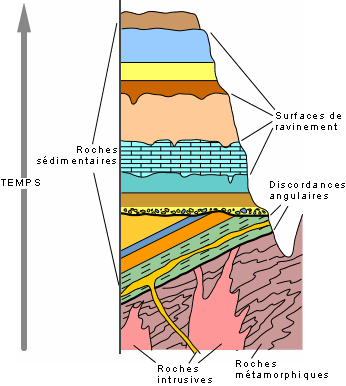 Surfaces de
ravinement
Roches
sédimentaires
TEMPS
Discordances
angulaires
Roches
intrusives
Roches
métamorphiques